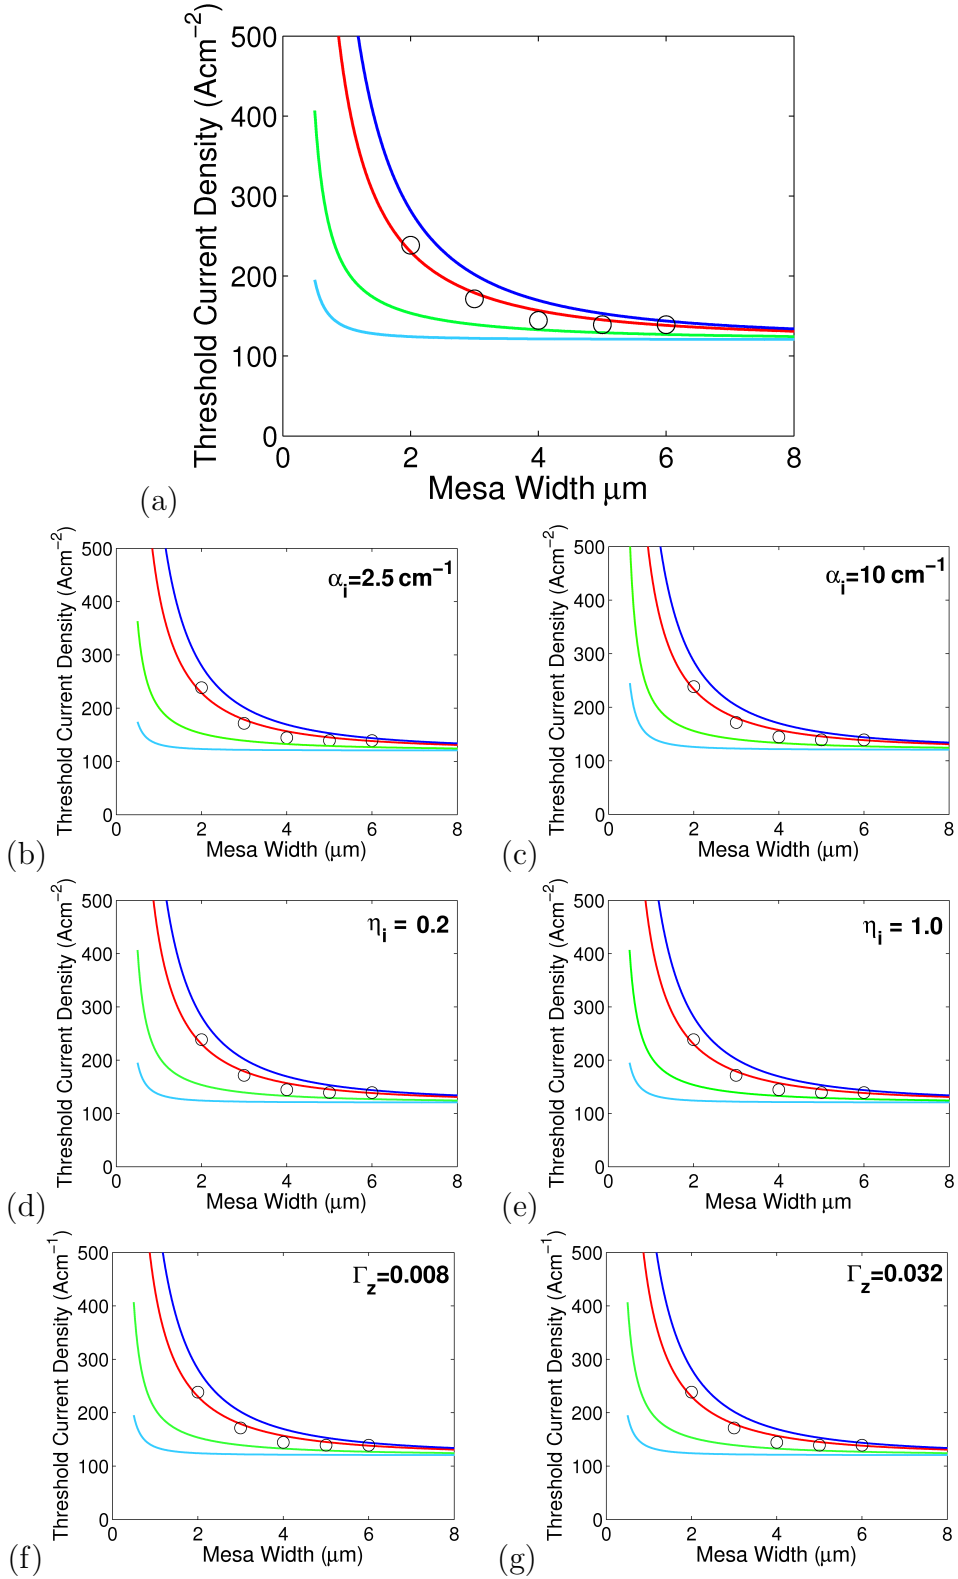 Threshold Current Density (Acm−2)
500
400
300
200
100
0
0 2 4 6 8
Mesa Width μm
(a)
Threshold Current Density (Acm−2)
500
400
300
200
100
0
αi=2.5 cm−1
0 2 4 6 8
Mesa Width (μm)
(b)
Threshold Current Density (Acm−2)
500
400
300
200
100
0
αi=10 cm−1
0 2 4 6 8
Mesa Width (μm)
(c)
Threshold Current Density (Acm−2)
500
400
300
200
100
0
ηi = 0.2
0 2 4 6 8
Mesa Width (μm)
(d)
Threshold Current Density (Acm−2)
500
400
300
200
100
0
ηi = 1.0
0 2 4 6 8
Mesa Width μm
(e)
Threshold Current Density (Acm−1)
500
400
300
200
100
0
Γz=0.008
0 2 4 6 8
Mesa Width (μm)
(f)
Threshold Current Density (Acm−2)
500
400
300
200
100
0
Γz=0.032
0 2 4 6 8
Mesa Width (μm)
(g)